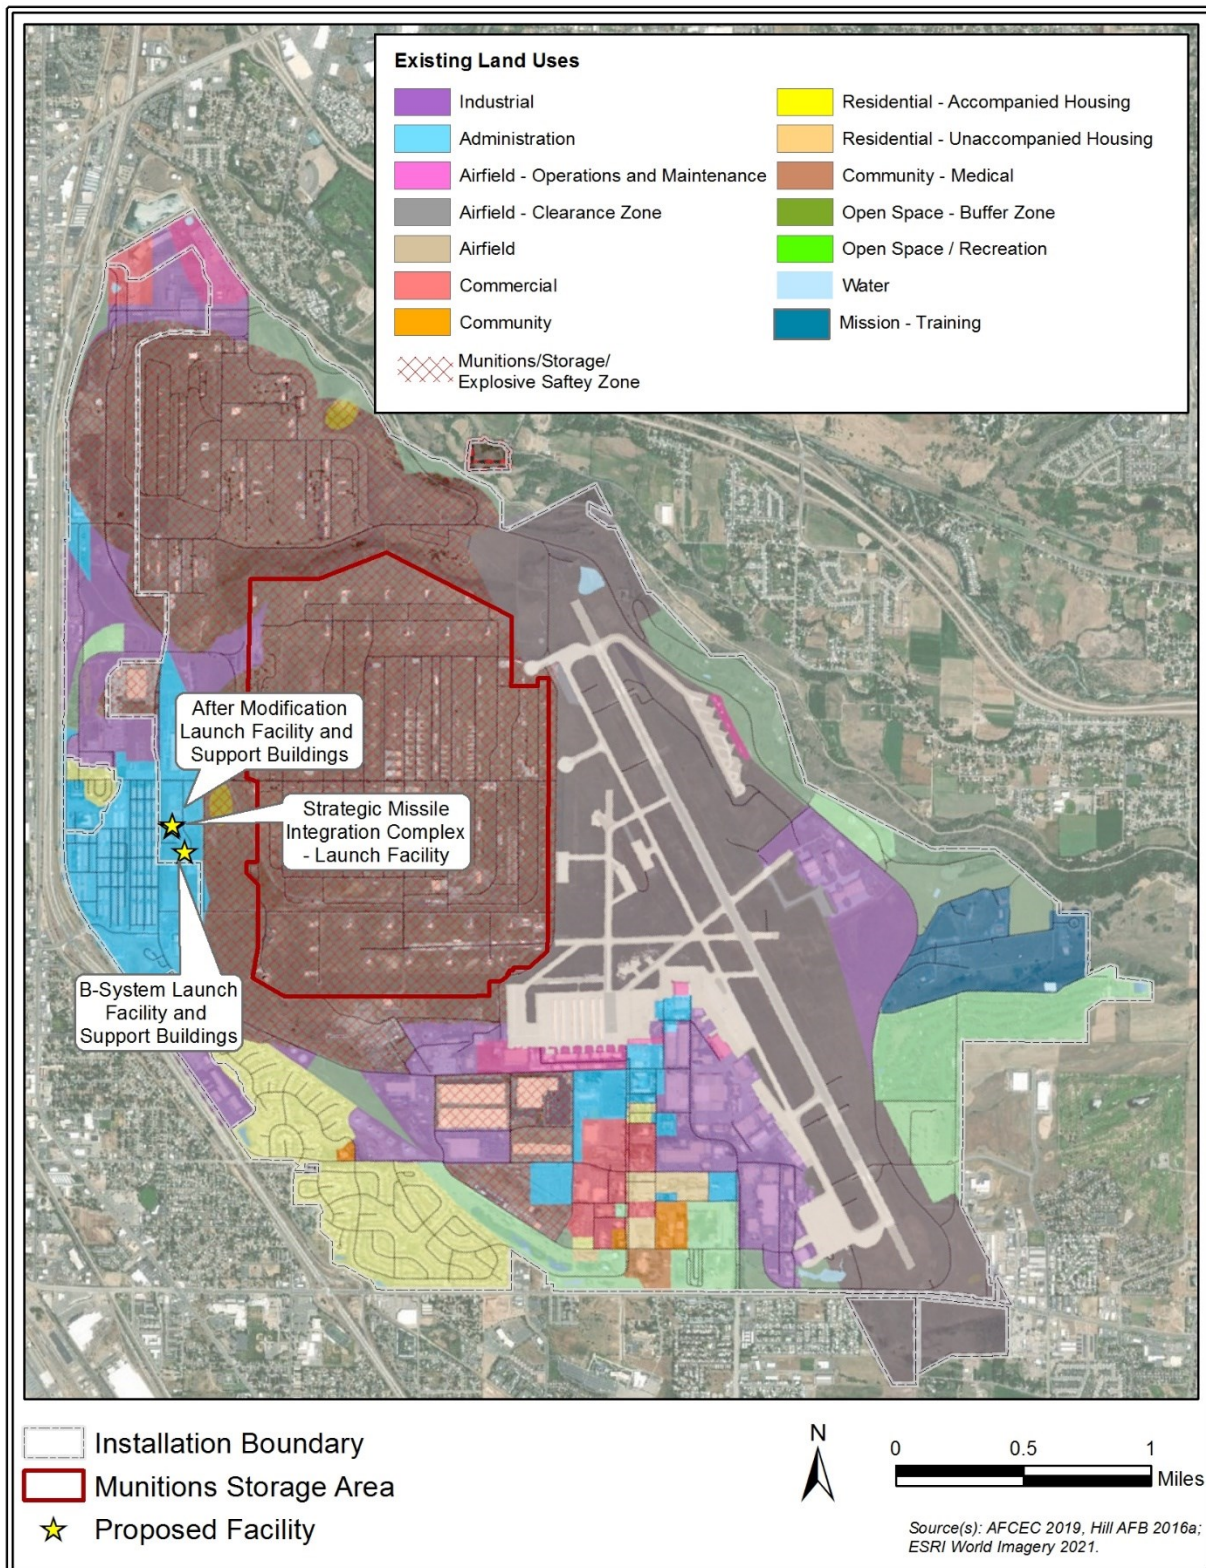 Existing Land Uses
Industrial
Administration
Airfield - Operations and Maintenance
Airfield - Clearance Zone
Airfield
Commercial
Community
Munitions/Storage/
Explosive Saftey Zone
Residential - Accompanied Housing
Residential - Unaccompanied Housing
Community - Medical
Open Space - Buffer Zone
Open Space / Recreation
Water
Mission - Training
After Modification
Launch Facility and
Support Buildings
Strategic Missile
Integration Complex
- Launch Facility
B-System Launch
Facility and
Support Buildings
Installation Boundary
Munitions Storage Area
Proposed Facility
N
0 0.5 1
Miles
Source(s): AFCEC 2019, Hill AFB 2016a;
ESRI World Imagery 2021.